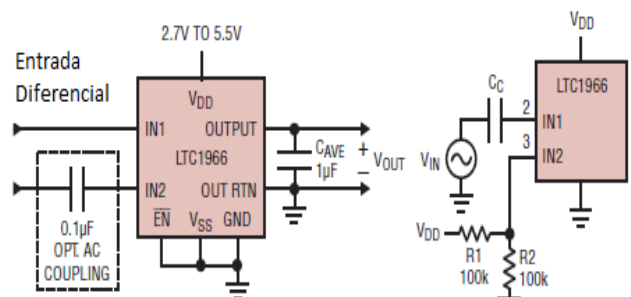 2.7V TO 5.5V
Entrada
Diferencial
VDD
IN1
OUTPUT
LTC1966
IN2
OUT RTN
EN
VSS
GND
0.1µF
OPT. AC
COUPLING
CAVE
1µF
+
–
VOUT
VDD
LTC1966
CC
2
IN1
3
IN2
VIN
VDD
R1
100k
R2
100k